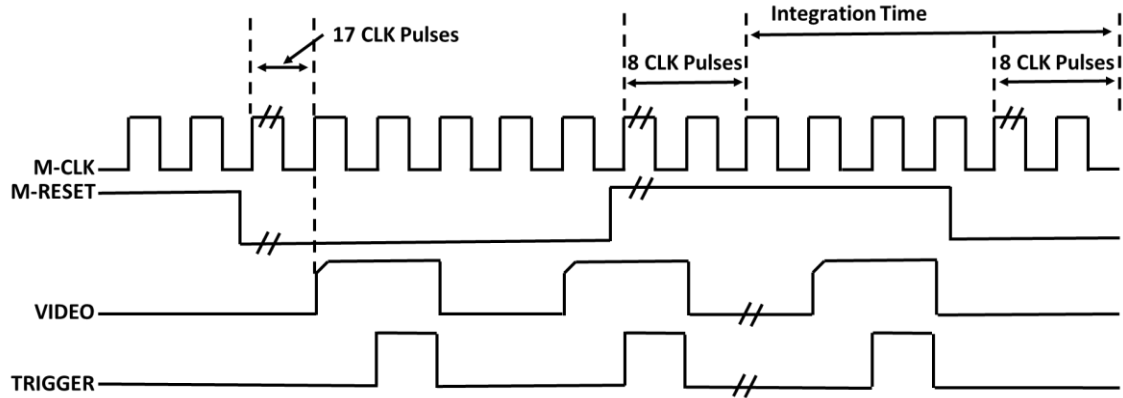 Integration Time
17 CLK Pulses
8 CLK Pulses
8 CLK Pulses
M-CLK
M-RESET
VIDEO
TRIGGER